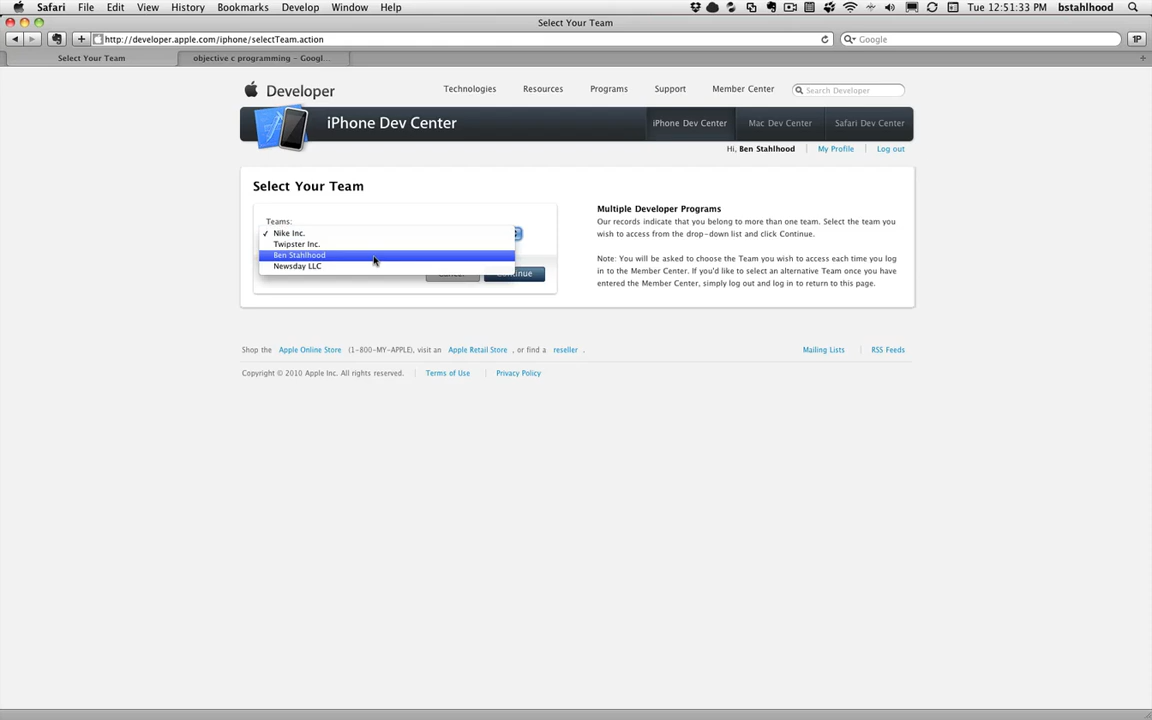 Safari File Edit View History Bookmarks Develop Window Help Tue 12:51:33 PM bstahlhood
Select Your Team
http://developer.apple.com/iphone/selectTeam.action Google 1P
Select Your Team objective c programming – Googl...
Developer Technologies Resources Programs Support Member Center Search Developer
iPhone Dev Center iPhone Dev Center Mac Dev Center Safari Dev Center
Hi, Ben Stahlhood My Profile Log out
Select Your Team
Teams:
✓ Nike Inc.
Twipster Inc.
Ben Stahlhood
Newsday LLC
Cancel Continue
Multiple Developer Programs
Our records indicate that you belong to more than one team. Select the team you
wish to access from the drop-down list and click Continue.
Note: You will be asked to choose the Team you wish to access each time you log
in to the Member Center. If you'd like to select an alternative Team once you have
entered the Member Center, simply log out and log in to return to this page.
Shop the Apple Online Store (1-800-MY-APPLE), visit an Apple Retail Store , or find a reseller . Mailing Lists RSS Feeds
Copyright © 2010 Apple Inc. All rights reserved. Terms of Use Privacy Policy